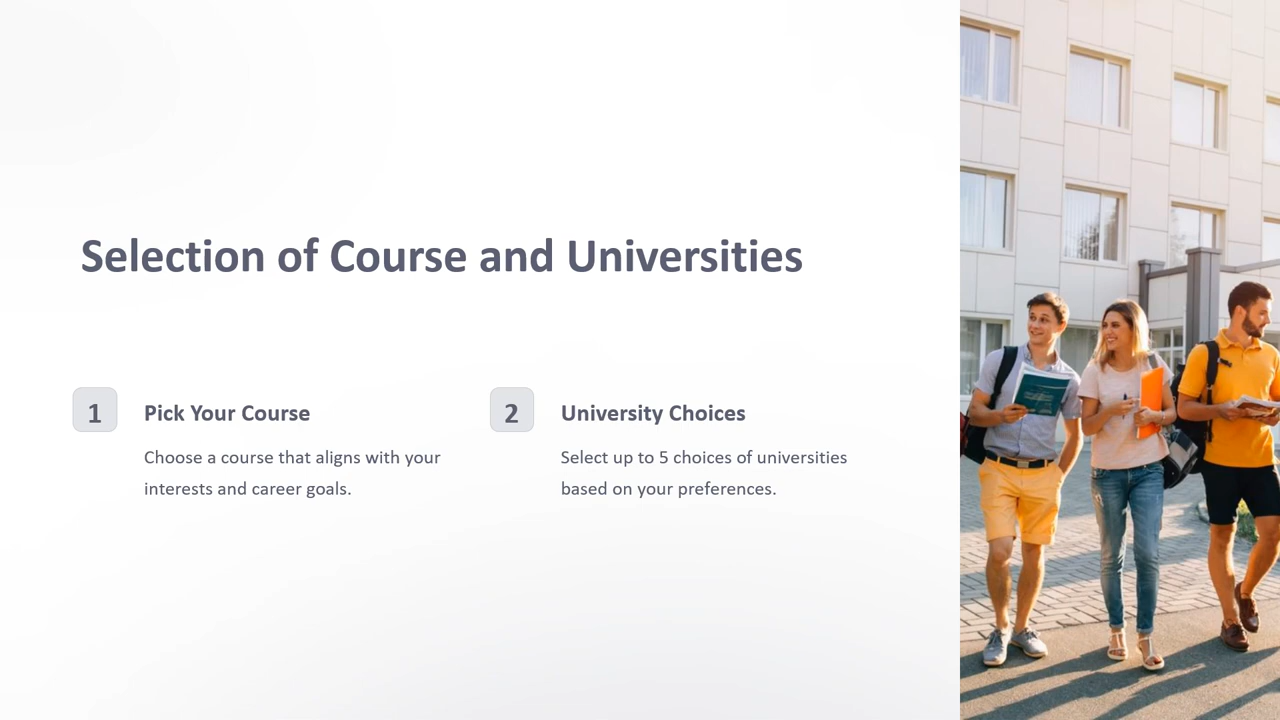 Selection of Course and Universities
1
Pick Your Course
Choose a course that aligns with your
interests and career goals.
2
University Choices
Select up to 5 choices of universities
based on your preferences.